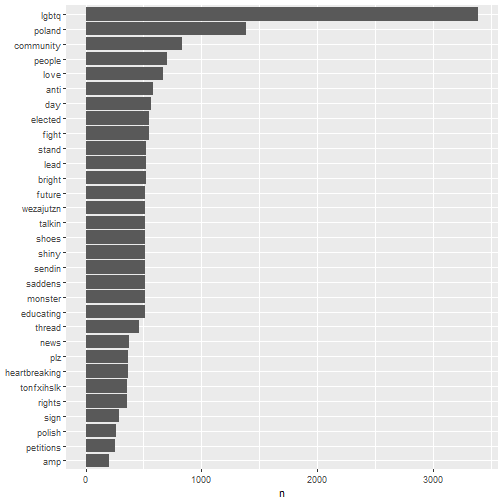 lgbtq
poland
community
people
love
anti
day
elected
fight
stand
lead
bright
future
wezajutzn
talkin
shoes
shiny
sendin
saddens
monster
educating
thread
news
plz
heartbreaking
tonfxihslk
rights
sign
polish
petitions
amp
0 1000 2000 3000
n